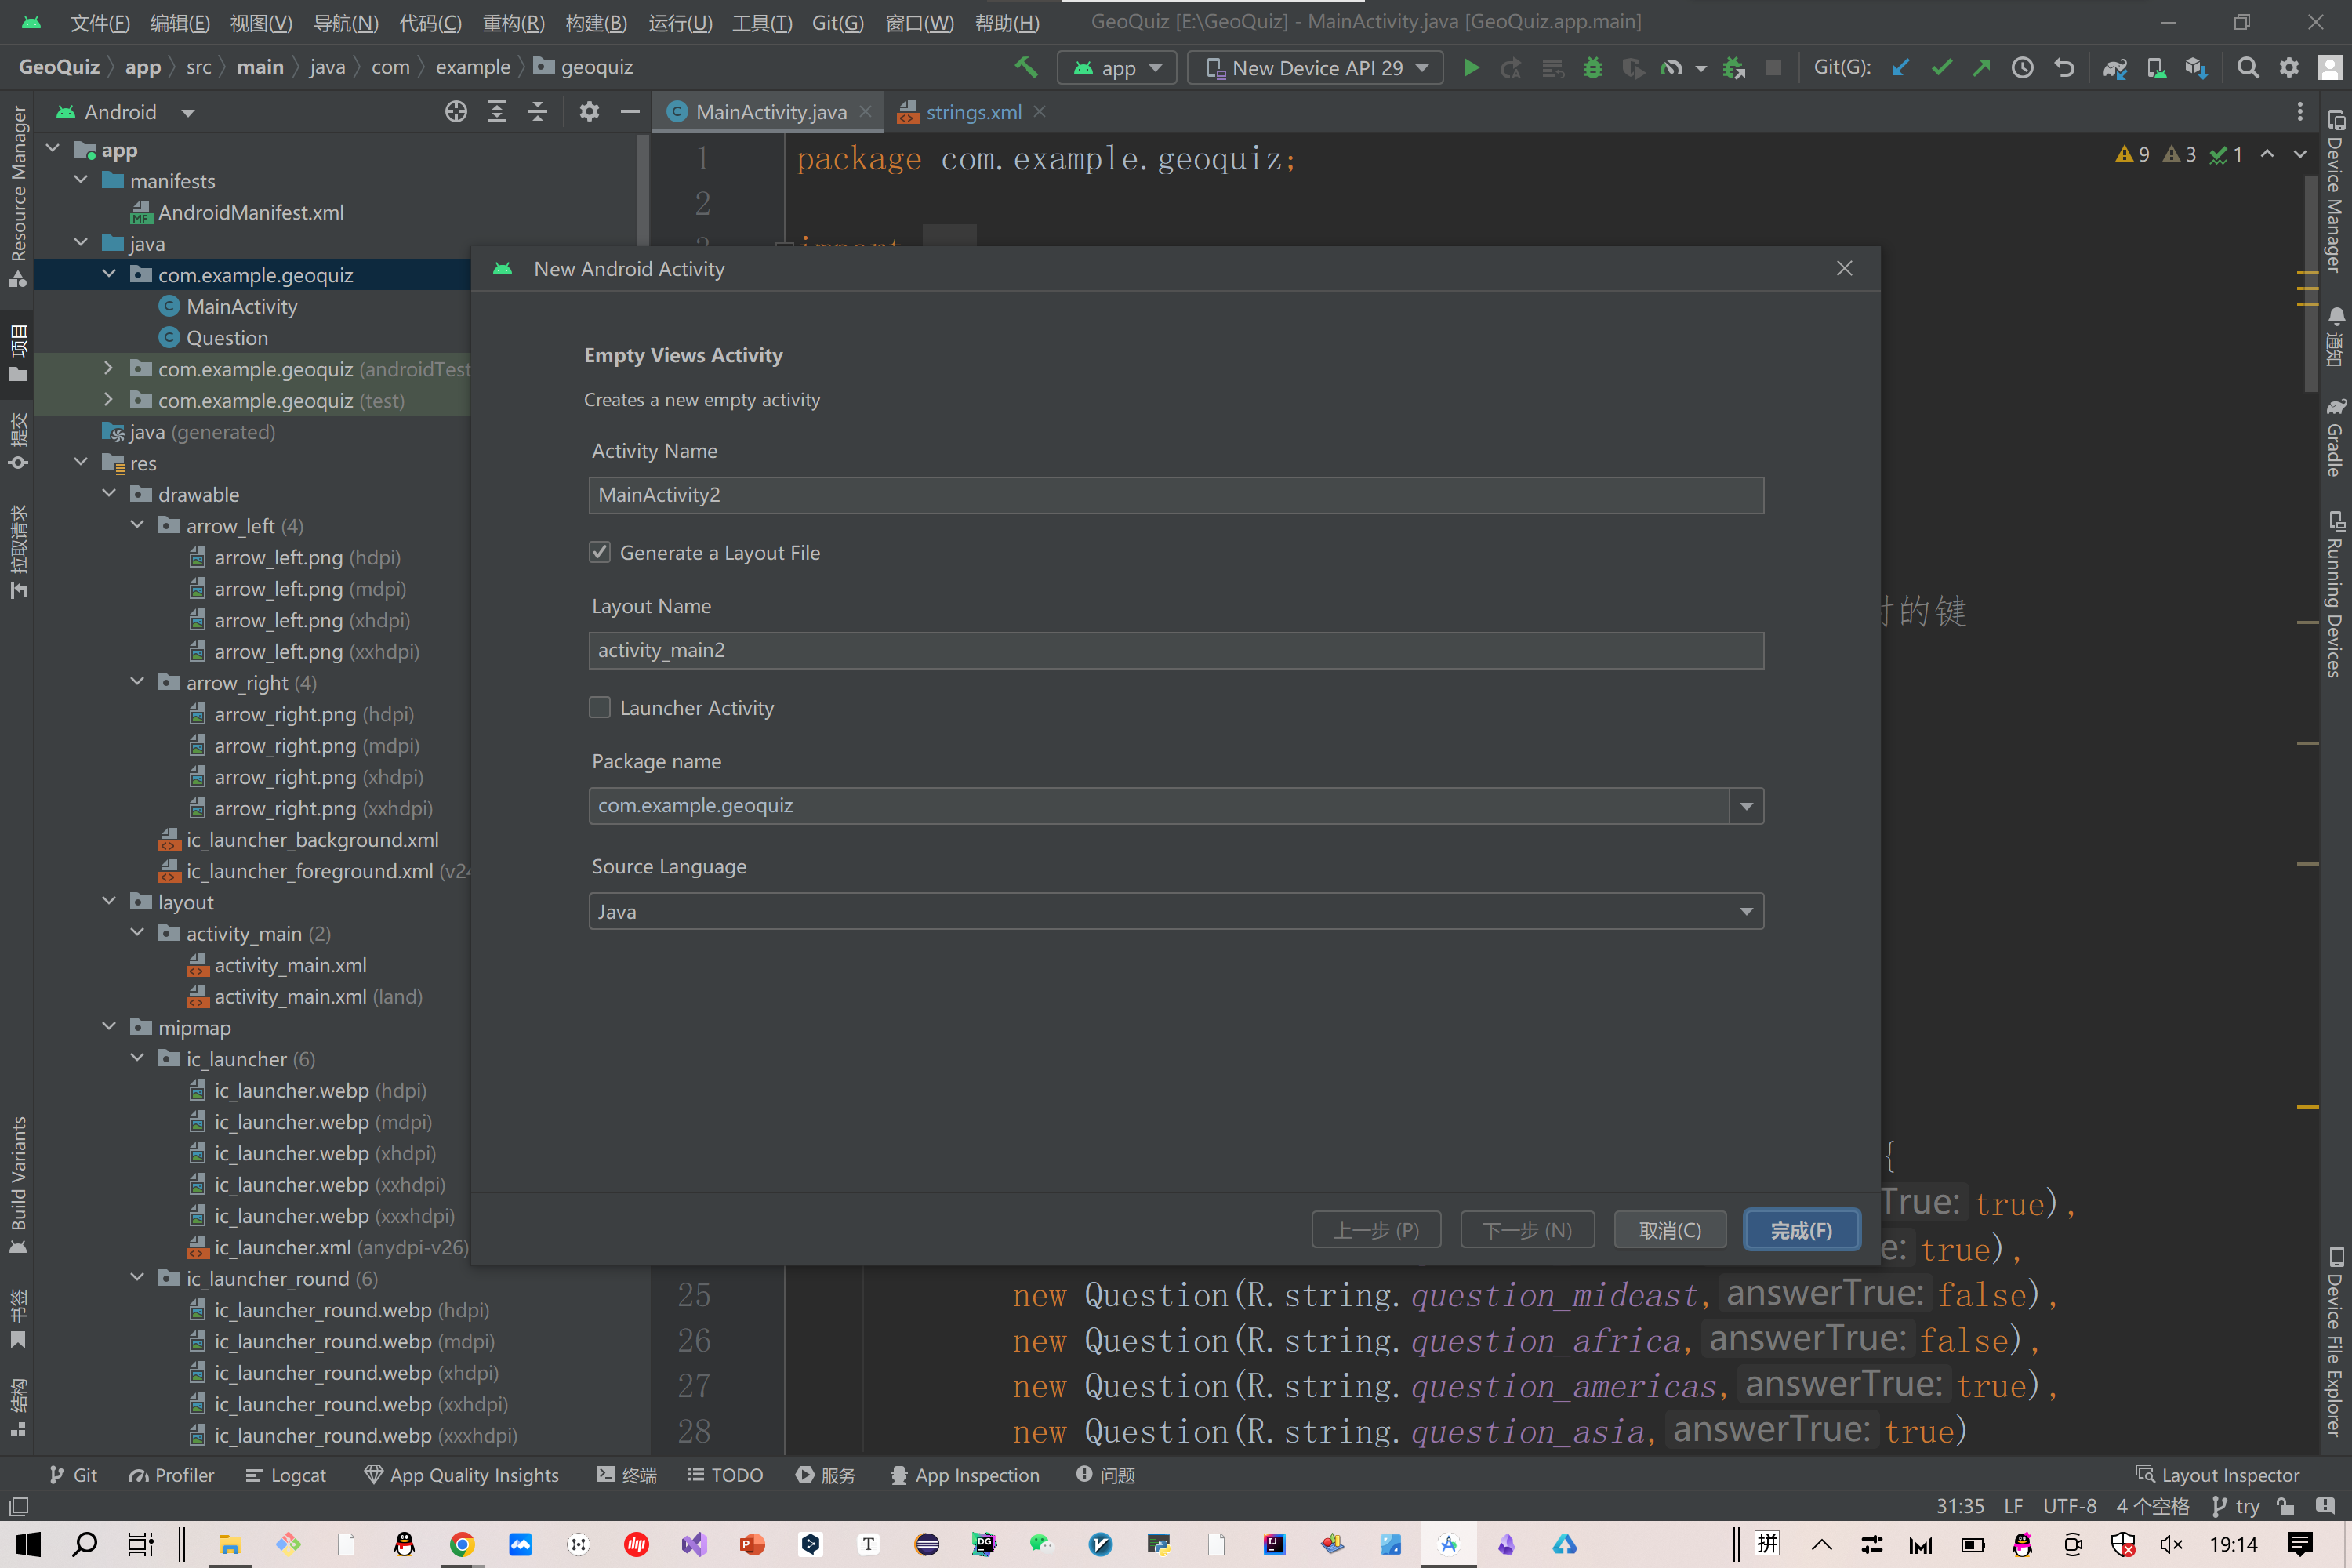 文件(F) 编辑(E) 视图(V) 导航(N) 代码(C) 重构(R) 构建(B) 运行(U) 工具(T) Git(G) 窗口(W) 帮助(H) GeoQuiz [E:\GeoQuiz] - MainActivity.java [GeoQuiz.app.main]
GeoQuiz app src main java com example geoquiz app New Device API 29 Git(G):
Android MainActivity.java strings.xml
Resource Manager
项目
提交
拉取请求
Build Variants
书签
结构
app
manifests
AndroidManifest.xml
java
com.example.geoquiz
MainActivity
Question
com.example.geoquiz (androidTest
com.example.geoquiz (test)
java (generated)
res
drawable
arrow_left (4)
arrow_left.png (hdpi)
arrow_left.png (mdpi)
arrow_left.png (xhdpi)
arrow_left.png (xxhdpi)
arrow_right (4)
arrow_right.png (hdpi)
arrow_right.png (mdpi)
arrow_right.png (xhdpi)
arrow_right.png (xxhdpi)
ic_launcher_background.xml
ic_launcher_foreground.xml (v24
layout
activity_main (2)
activity_main.xml
activity_main.xml (land)
mipmap
ic_launcher (6)
ic_launcher.webp (hdpi)
ic_launcher.webp (mdpi)
ic_launcher.webp (xhdpi)
ic_launcher.webp (xxhdpi)
ic_launcher.webp (xxxhdpi)
ic_launcher.xml (anydpi-v26)
ic_launcher_round (6)
ic_launcher_round.webp (hdpi)
ic_launcher_round.webp (mdpi)
ic_launcher_round.webp (xhdpi)
ic_launcher_round.webp (xxhdpi)
ic_launcher_round.webp (xxxhdpi)
1 package com.example.geoquiz;
2
9 3 1
3 import
New Android Activity
Empty Views Activity
Creates a new empty activity
Activity Name
MainActivity2
Generate a Layout File
Layout Name
activity_main2
Launcher Activity
Package name
com.example.geoquiz
Source Language
Java
上一步 (P) 下一步 (N) 取消(C) 完成(F)
的键
{
True: true),
e: true),
25 new Question(R.string.question_mideast, answerTrue: false),
26 new Question(R.string.question_africa, answerTrue: false),
27 new Question(R.string.question_americas, answerTrue: true),
28 new Question(R.string.question_asia, answerTrue: true)
Device Manager
通知
Gradle
Running Devices
Device File Explorer
Git Profiler Logcat App Quality Insights 终端 TODO 服务 App Inspection 问题 Layout Inspector
31:35 LF UTF-8 4 个空格 try
拼 19:14